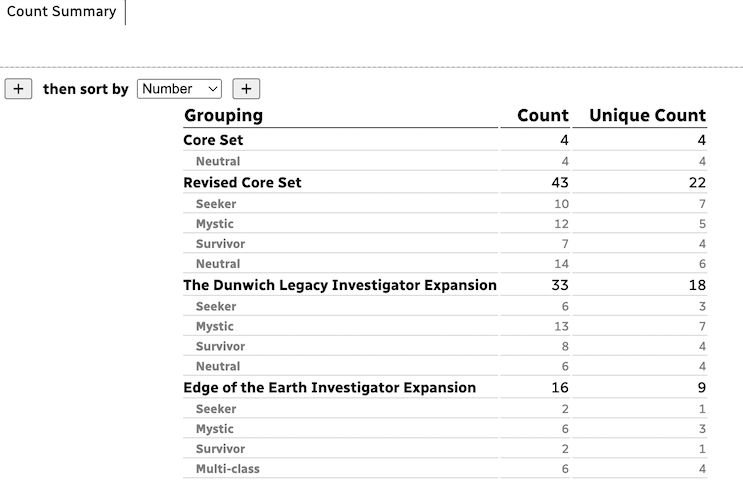 Count Summary
+ then sort by Number +
Grouping Count Unique Count
Core Set 4 4
Neutral 4 4
Revised Core Set 43 22
Seeker 10 7
Mystic 12 5
Survivor 7 4
Neutral 14 6
The Dunwich Legacy Investigator Expansion 33 18
Seeker 6 3
Mystic 13 7
Survivor 8 4
Neutral 6 4
Edge of the Earth Investigator Expansion 16 9
Seeker 2 1
Mystic 6 3
Survivor 2 1
Multi-class 6 4